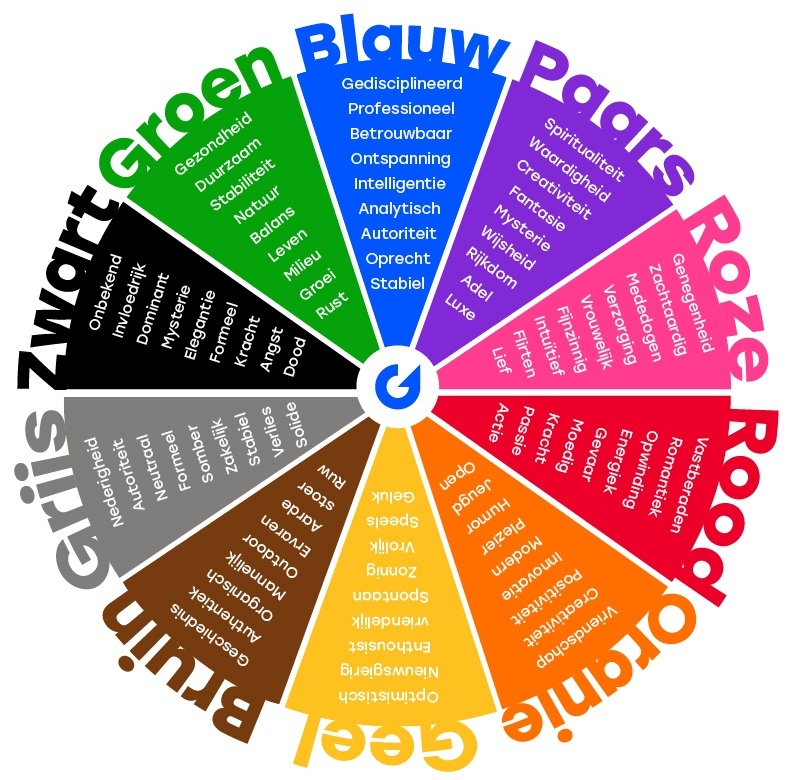 Blauw
Gedisciplineerd
Professioneel
Betrouwbaar
Ontspanning
Intelligentie
Analytisch
Autoriteit
Oprecht
Stabiel
Paars
Spiritualiteit
Waardigheid
Creativiteit
Fantasie
Mysterie
Wijsheid
Rijkdom
Adel
Luxe
Roze
Genegenheid
Zachtaardig
Mededogen
Verzorging
Vrouwelijk
Fijnzinnig
Intuïtief
Flirten
Lief
Rood
Vastberaden
Romantiek
Opwinding
Energiek
Gevaar
Moedig
Kracht
passie
Actie
Oranje
Vriendschap
Creativiteit
Positiviteit
Innovatie
Modern
Plezier
Humor
Jeugd
Open
Geel
Optimistisch
Nieuwsgierig
Enthousist
vriendelijk
Spontaan
Zonnig
Vrolijk
Speels
Geluk
Bruin
Geschiednis
Authentiek
Organisch
Mannelijk
Outdoor
Ervaren
Aarde
stoer
Ruw
Grijs
Nederigheid
Autoriteit
Neutraal
Formeel
Somber
Zakelijk
Stabiel
Verlies
Solide
Zwart
Onbekend
Invloedrijk
Dominant
Mysterie
Elegantie
Formeel
Kracht
Angst
Dood
Groen
Gezondheid
Duurzaam
Stabiliteit
Natuur
Balans
Leven
Milieu
Groei
Rust